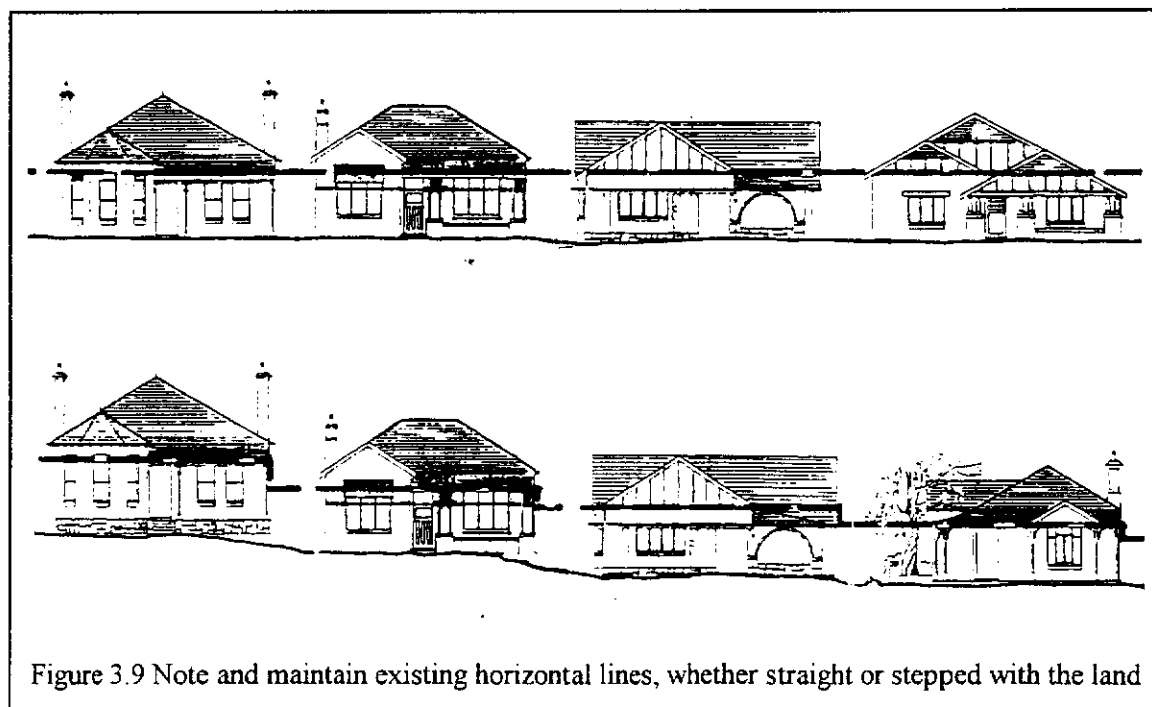 Figure 3.9 Note and maintain existing horizontal lines, whether straight or stepped with the land